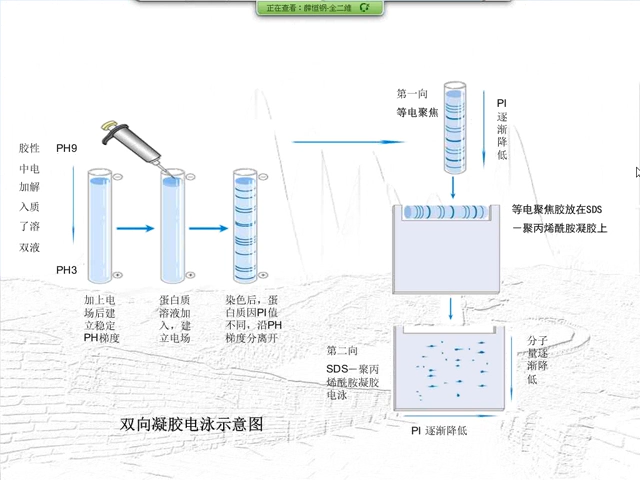 正在查看：薛恒钢-全二维
第一向
等电聚焦
PI
逐渐降低
胶性
中电
加解
入质
了溶
双液
PH9
PH3
加上电
场后建
立稳定
PH梯度
蛋白质
溶液加
入，建
立电场
染色后，蛋
白质因PI值
不同，沿PH
梯度分离开
等电聚焦胶放在SDS
－聚丙烯酰胺凝胶上
第二向
SDS－聚丙
烯酰胺凝胶
电泳
分子
量逐
渐降
低
PI 逐渐降低
双向凝胶电泳示意图